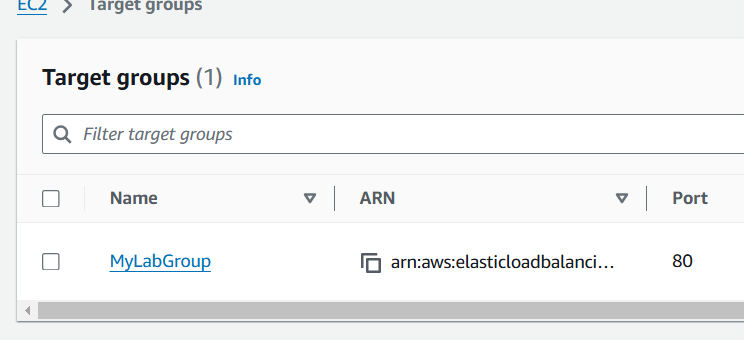 EC2 > Target groups
Target groups (1) Info
Filter target groups
Name ARN Port
MyLabGroup arn:aws:elasticloadbalanci... 80